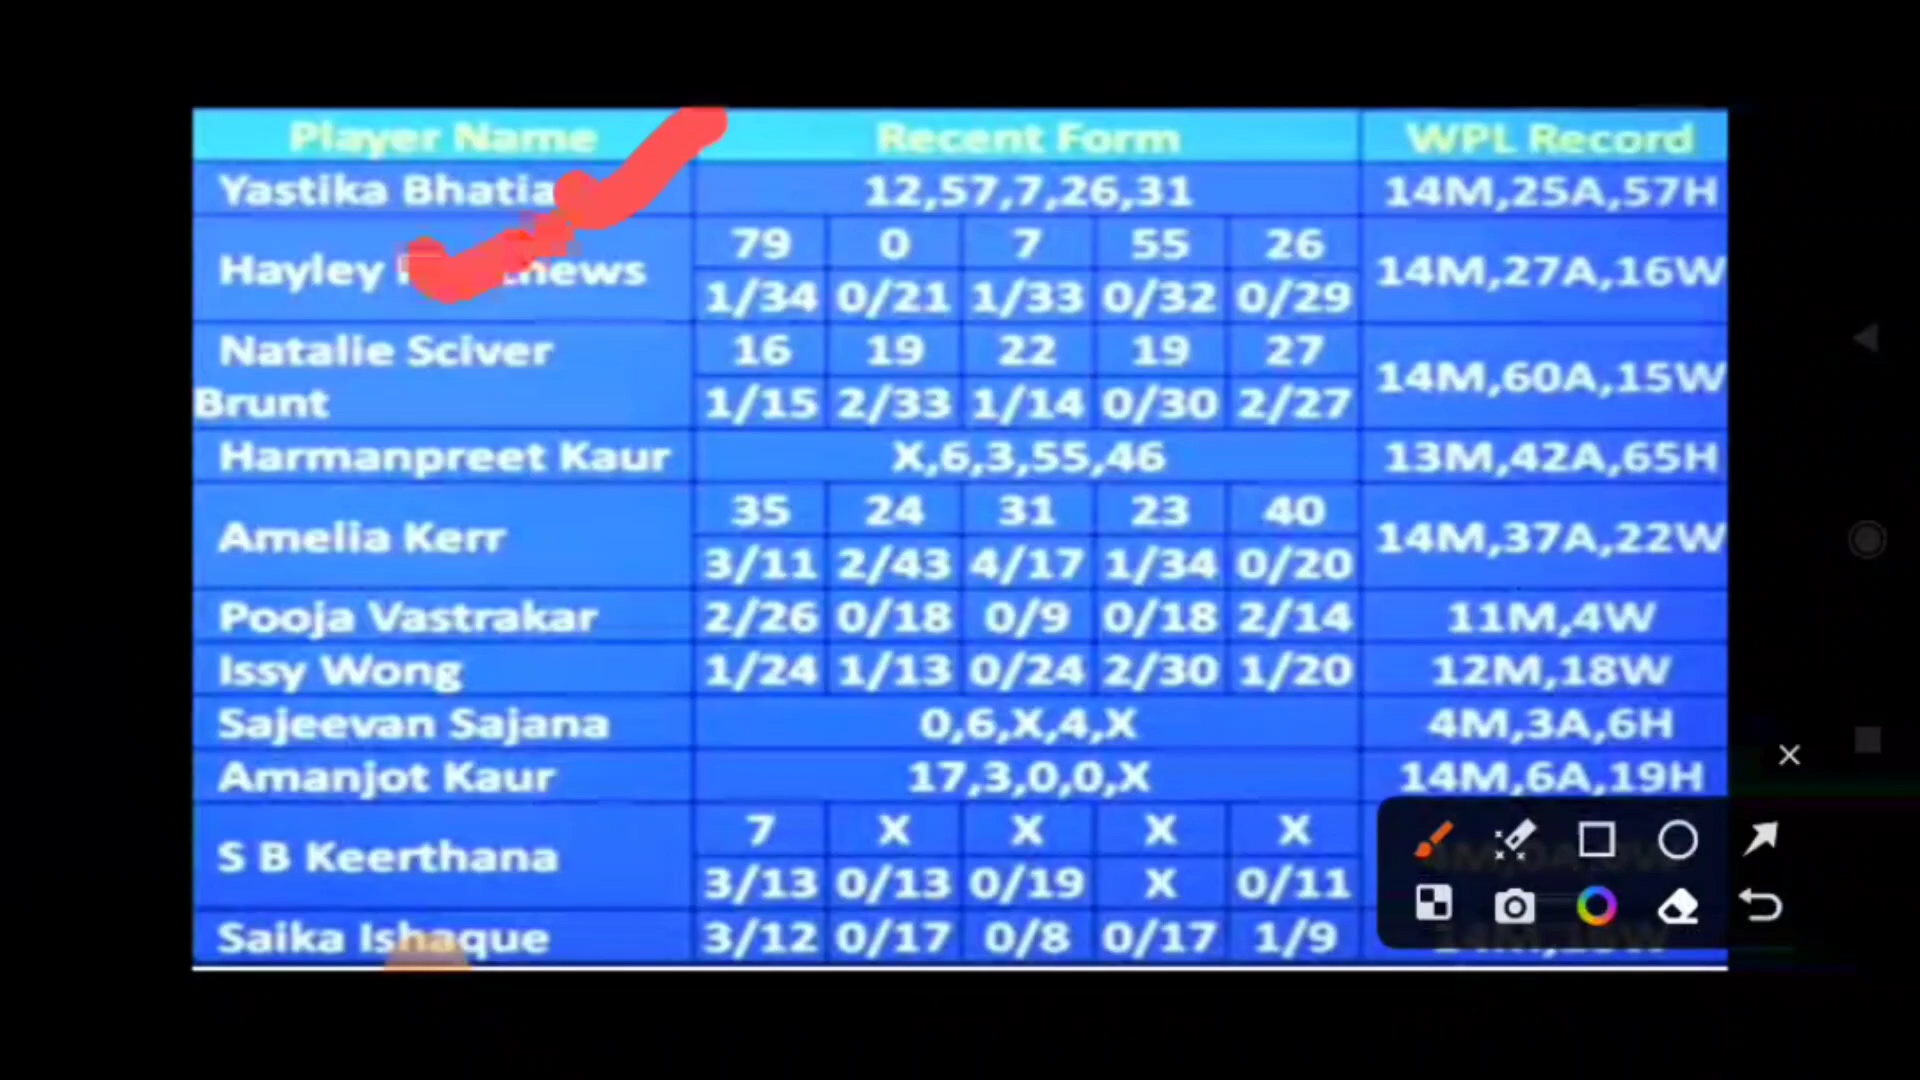 Player Name Recent Form WPL Record
Yastika Bhatia 12,57,7,26,31 14M,25A,57H
79 0 7 55 26
Hayley 14M,27A,16W
1/34 0/21 1/33 0/32 0/29
Natalie Sciver 16 19 22 19 27
14M,60A,15W
Brunt 1/15 2/33 1/14 0/30 2/27
Harmanpreet Kaur X,6,3,55,46 13M,42A,65H
35 24 31 23 40
Amelia Kerr 14M,37A,22W
3/11 2/43 4/17 1/34 0/20
Pooja Vastrakar 2/26 0/18 0/9 0/18 2/14 11M,4W
Issy Wong 1/24 1/13 0/24 2/30 1/20 12M,18W
Sajeevan Sajana 0,6,X,4,X 4M,3A,6H
Amanjot Kaur 17,3,0,0,X 14M,6A,19H
7 X X X X
S B Keerthana
3/13 0/13 0/19 X 0/11
Saika Ishaque 3/12 0/17 0/8 0/17 1/9